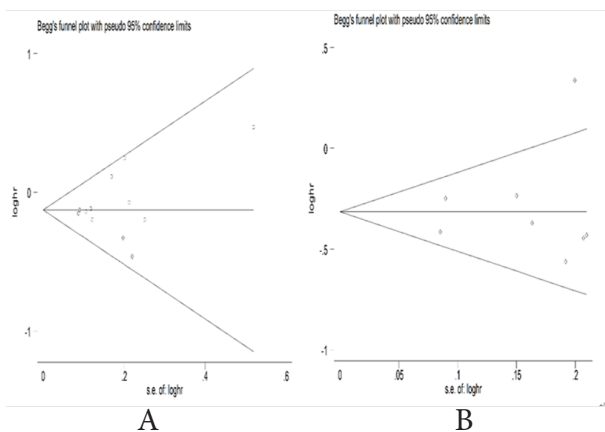 Begg's funnel plot with pseudo 95% confidence limits
1
0
-1
loghr
0
.2
.4
.6
s.e. of: loghr
A
Begg's funnel plot with pseudo 95% confidence limits
.5
0
-.5
-1
loghr
0
.05
.1
.15
.2
s.e. of: loghr
B